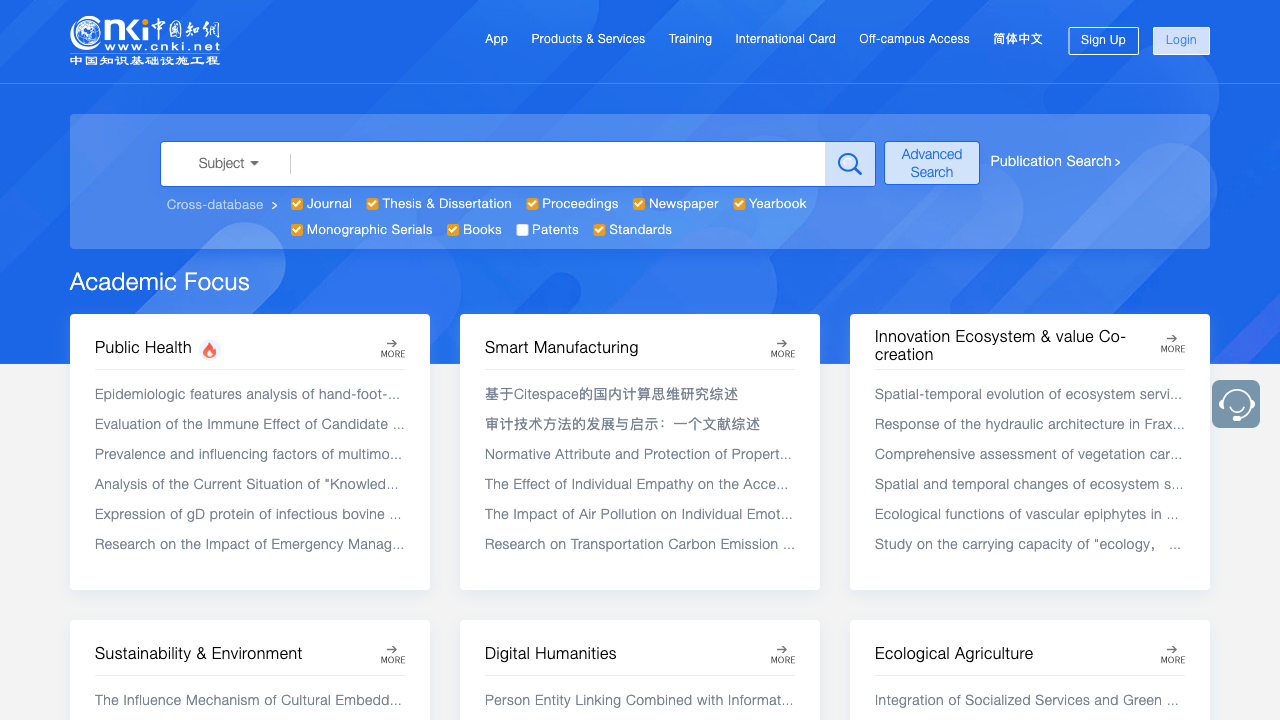 cnki中国知网
www.cnki.net
中国知识基础设施工程
App
Products & Services
Training
International Card
Off-campus Access
简体中文
Sign Up
Login
Subject
Advanced
Search
Publication Search
Cross-database
Journal
Thesis & Dissertation
Proceedings
Newspaper
Yearbook
Monographic Serials
Books
Patents
Standards
Academic Focus
Public Health
MORE
Epidemiologic features analysis of hand-foot-...
Evaluation of the Immune Effect of Candidate ...
Prevalence and influencing factors of multimo...
Analysis of the Current Situation of "Knowled...
Expression of gD protein of infectious bovine ...
Research on the Impact of Emergency Manag...
Smart Manufacturing
MORE
基于Citespace的国内计算思维研究综述
审计技术方法的发展与启示：一个文献综述
Normative Attribute and Protection of Propert...
The Effect of Individual Empathy on the Acce...
The Impact of Air Pollution on Individual Emot...
Research on Transportation Carbon Emission ...
Innovation Ecosystem & value Co-
creation
MORE
Spatial-temporal evolution of ecosystem servi...
Response of the hydraulic architecture in Frax...
Comprehensive assessment of vegetation car...
Spatial and temporal changes of ecosystem s...
Ecological functions of vascular epiphytes in ...
Study on the carrying capacity of "ecology， ...
Sustainability & Environment
MORE
The Influence Mechanism of Cultural Embedd...
Digital Humanities
MORE
Person Entity Linking Combined with Informat...
Ecological Agriculture
MORE
Integration of Socialized Services and Green ...